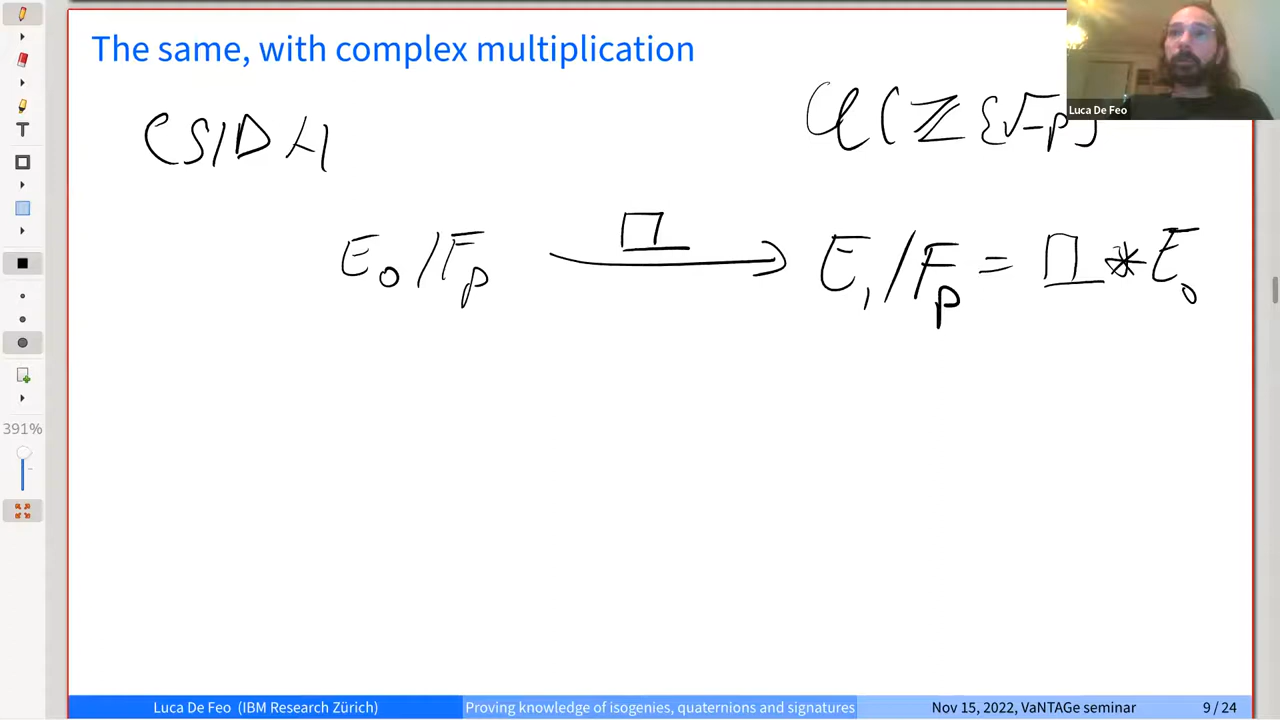 The same, with complex multiplication
Luca De Feo
CSIDH
Cl(ℤ[√-p]
E₀/Fₚ → E₁/Fₚ = * E₀
T
391%
Luca De Feo (IBM Research Zürich) Proving knowledge of isogenies, quaternions and signatures Nov 15, 2022, VaNTAGe seminar 9 / 24